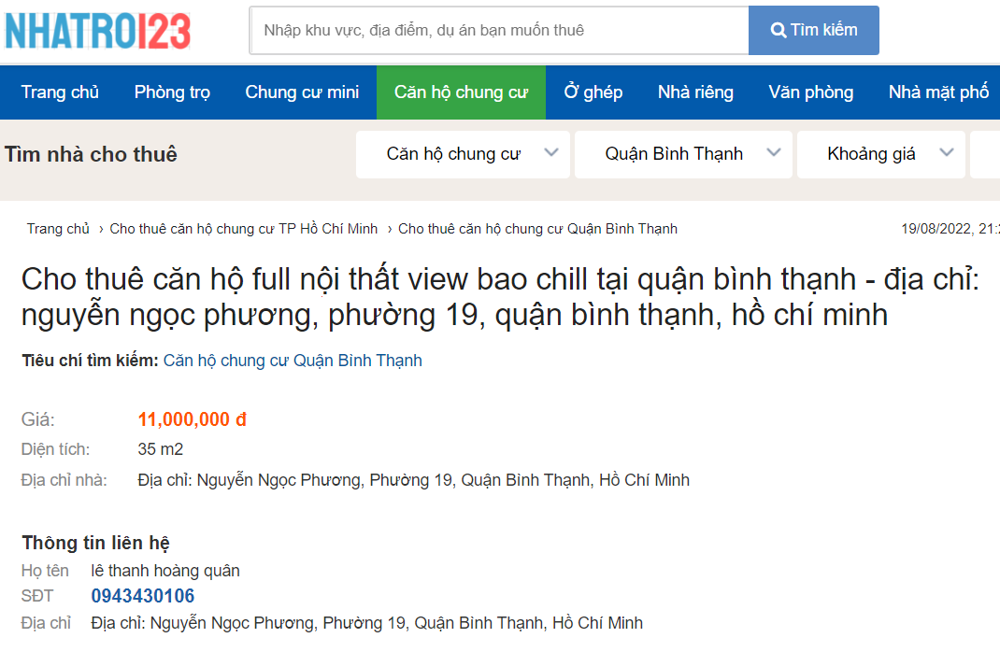 NHATRO123
Nhập khu vực, địa điểm, dự án bạn muốn thuê
Tìm kiếm
Trang chủ Phòng trọ Chung cư mini Căn hộ chung cư Ở ghép Nhà riêng Văn phòng Nhà mặt phố
Tìm nhà cho thuê Căn hộ chung cư Quận Bình Thạnh Khoảng giá
Trang chủ › Cho thuê căn hộ chung cư TP Hồ Chí Minh › Cho thuê căn hộ chung cư Quận Bình Thạnh 19/08/2022,
Cho thuê căn hộ full nội thất view bao chill tại quận bình thạnh - địa chỉ:
nguyễn ngọc phương, phường 19, quận bình thạnh, hồ chí minh
Tiêu chí tìm kiếm: Căn hộ chung cư Quận Bình Thạnh
Giá: 11,000,000 đ
Diện tích: 35 m2
Địa chỉ nhà: Địa chỉ: Nguyễn Ngọc Phương, Phường 19, Quận Bình Thạnh, Hồ Chí Minh
Thông tin liên hệ
Họ tên lê thanh hoàng quân
SĐT 0943430106
Địa chỉ Địa chỉ: Nguyễn Ngọc Phương, Phường 19, Quận Bình Thạnh, Hồ Chí Minh